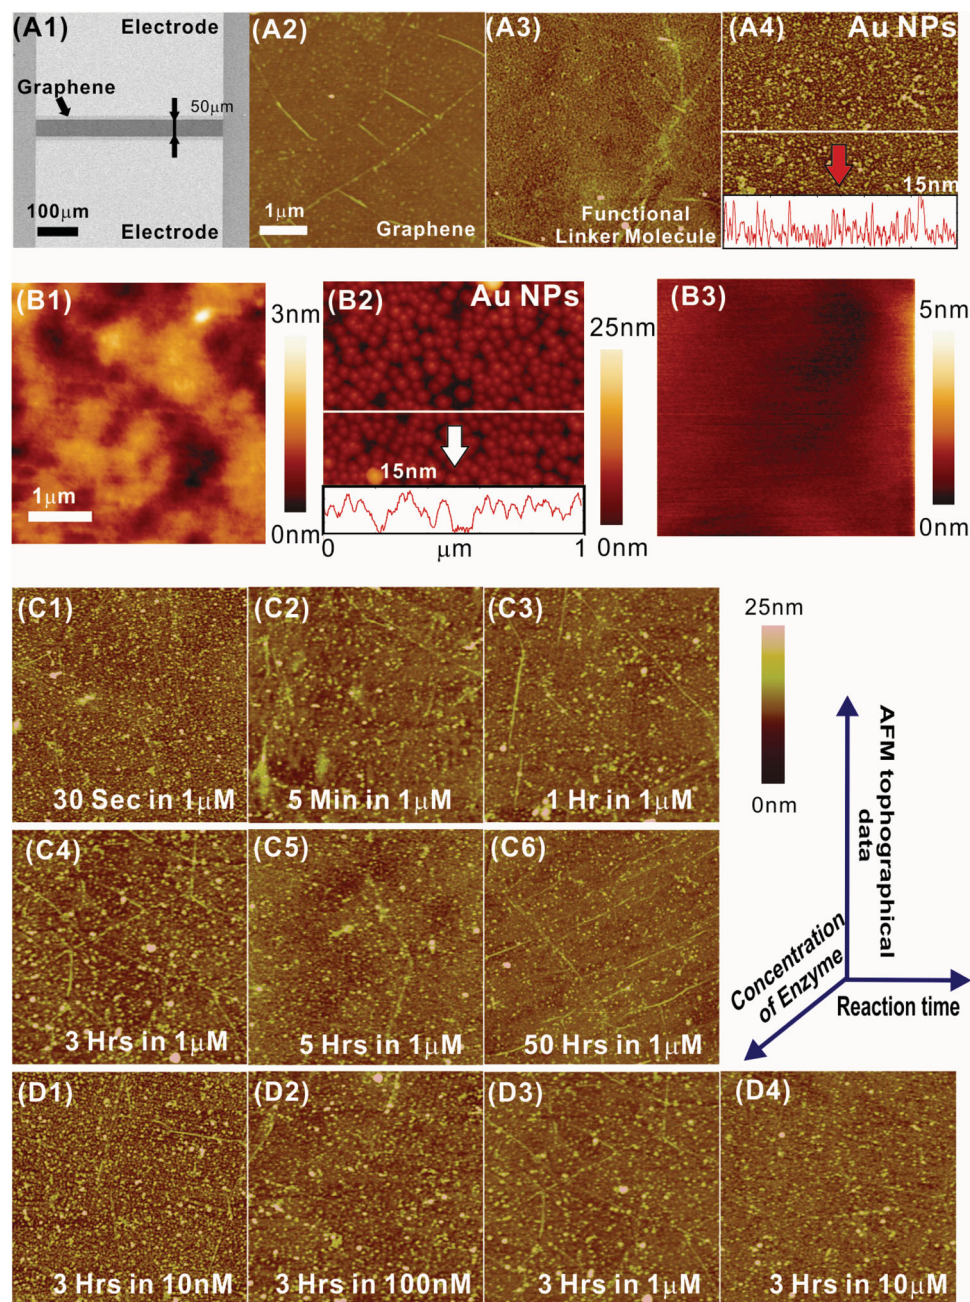 (A1)
Electrode
Graphene
50μm
100μm
Electrode
(A2)
1μm
Graphene
(A3)
Functional
Linker Molecule
(A4)
Au NPs
15nm
(B1)
3nm
1μm
0nm
(B2)
Au NPs
25nm
15nm
0nm
0
μm
1
(B3)
5nm
0nm
(C1)
30 Sec in 1μM
(C2)
5 Min in 1μM
(C3)
1 Hr in 1μM
25nm
0nm
(C4)
3 Hrs in 1μM
(C5)
5 Hrs in 1μM
(C6)
50 Hrs in 1μM
AFM tophographical
data
Concentration
of Enzyme
Reaction time
(D1)
3 Hrs in 10nM
(D2)
3 Hrs in 100nM
(D3)
3 Hrs in 1μM
(D4)
3 Hrs in 10μM